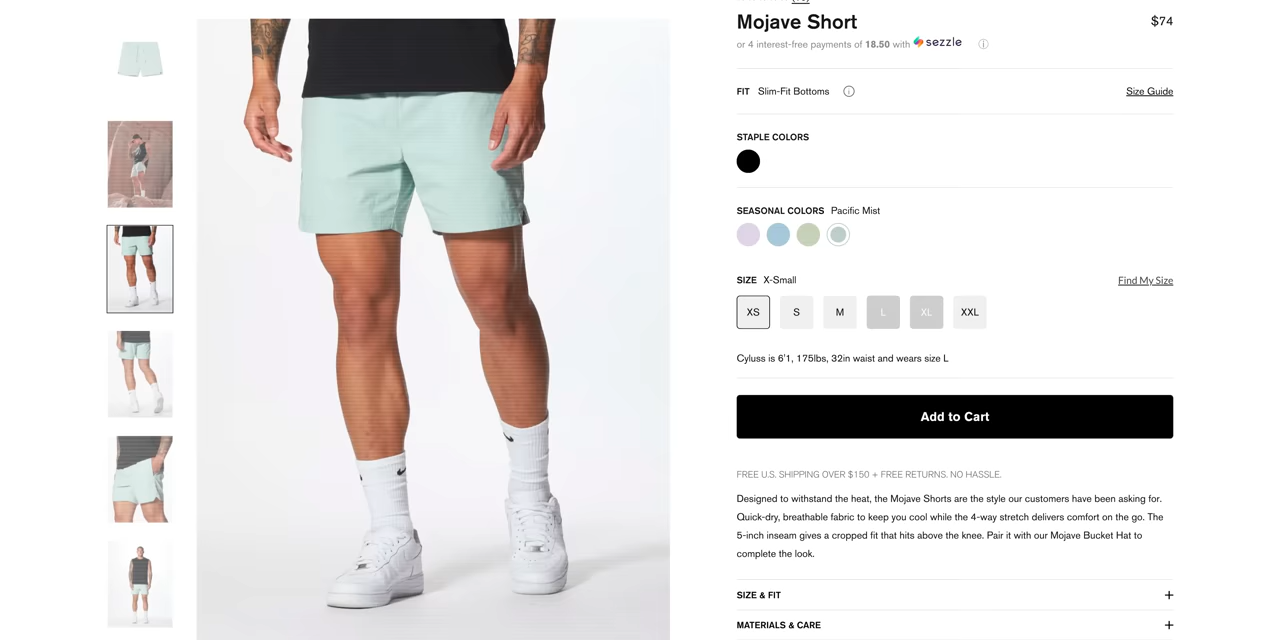 Mojave Short
$74
or 4 interest-free payments of 18.50 with sezzle
FIT Slim-Fit Bottoms
Size Guide
STAPLE COLORS
SEASONAL COLORS Pacific Mist
SIZE X-Small
Find My Size
XS S M L XL XXL
Cyluss is 6'1, 175lbs, 32in waist and wears size L
Add to Cart
FREE U.S. SHIPPING OVER $150 + FREE RETURNS. NO HASSLE.
Designed to withstand the heat, the Mojave Shorts are the style our customers have been asking for.
Quick-dry, breathable fabric to keep you cool while the 4-way stretch delivers comfort on the go. The
5-inch inseam gives a cropped fit that hits above the knee. Pair it with our Mojave Bucket Hat to
complete the look.
SIZE & FIT
MATERIALS & CARE